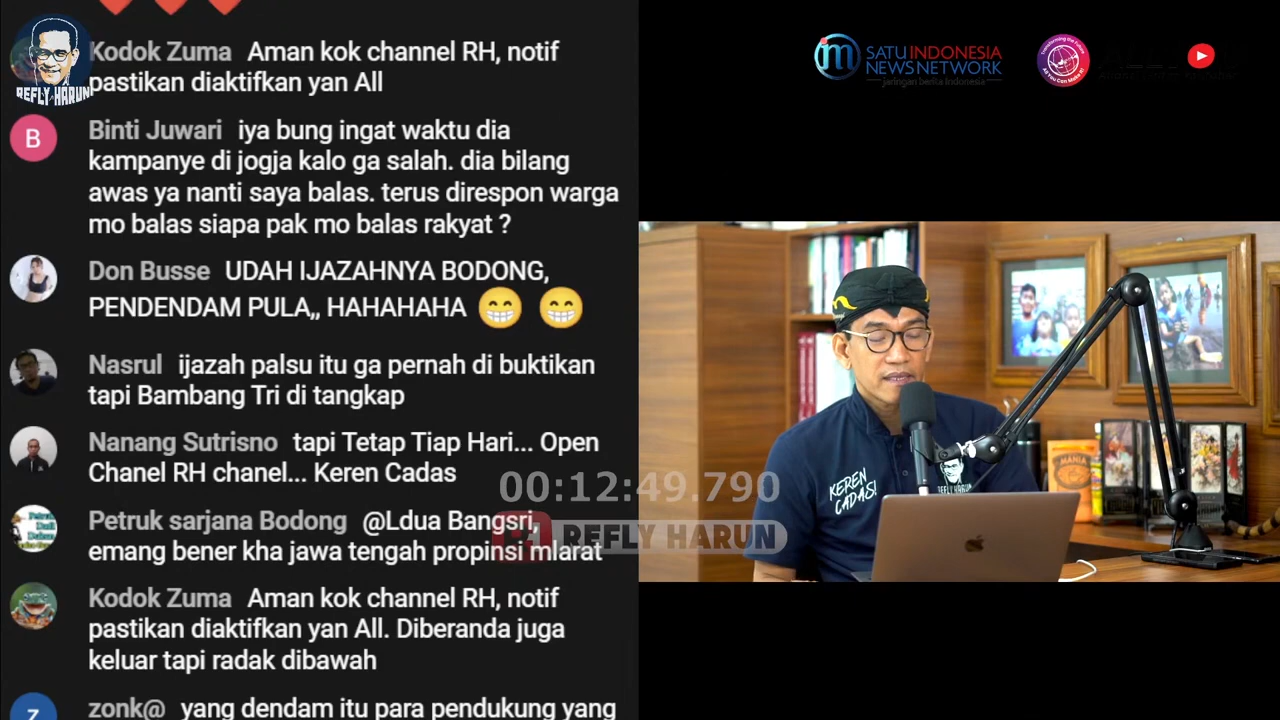 REFLY HARUN
Kodok Zuma Aman kok channel RH, notif
pastikan diaktifkan yan All
B
Binti Juwari iya bung ingat waktu dia
kampanye di jogja kalo ga salah. dia bilang
awas ya nanti saya balas. terus direspon warga
mo balas siapa pak mo balas rakyat ?
Don Busse UDAH IJAZAHNYA BODONG,
PENDENDAM PULA,, HAHAHAHA 😁 😁
Nasrul ijazah palsu itu ga pernah di buktikan
tapi Bambang Tri di tangkap
Nanang Sutrisno tapi Tetap Tiap Hari... Open
Chanel RH chanel... Keren Cadas
Petruk sarjana Bodong @Ldua Bangsri,
emang bener kha jawa tengah propinsi mlarat
Kodok Zuma Aman kok channel RH, notif
pastikan diaktifkan yan All. Diberanda juga
keluar tapi radak dibawah
Z
zonk@ yang dendam itu para pendukung yang
SATU INDONESIA
NEWS NETWORK
jaringan berita Indonesia
00:12:49.790
REFLY HARUN
KEREN
CADAS!
REFLY HARUN
MANIA